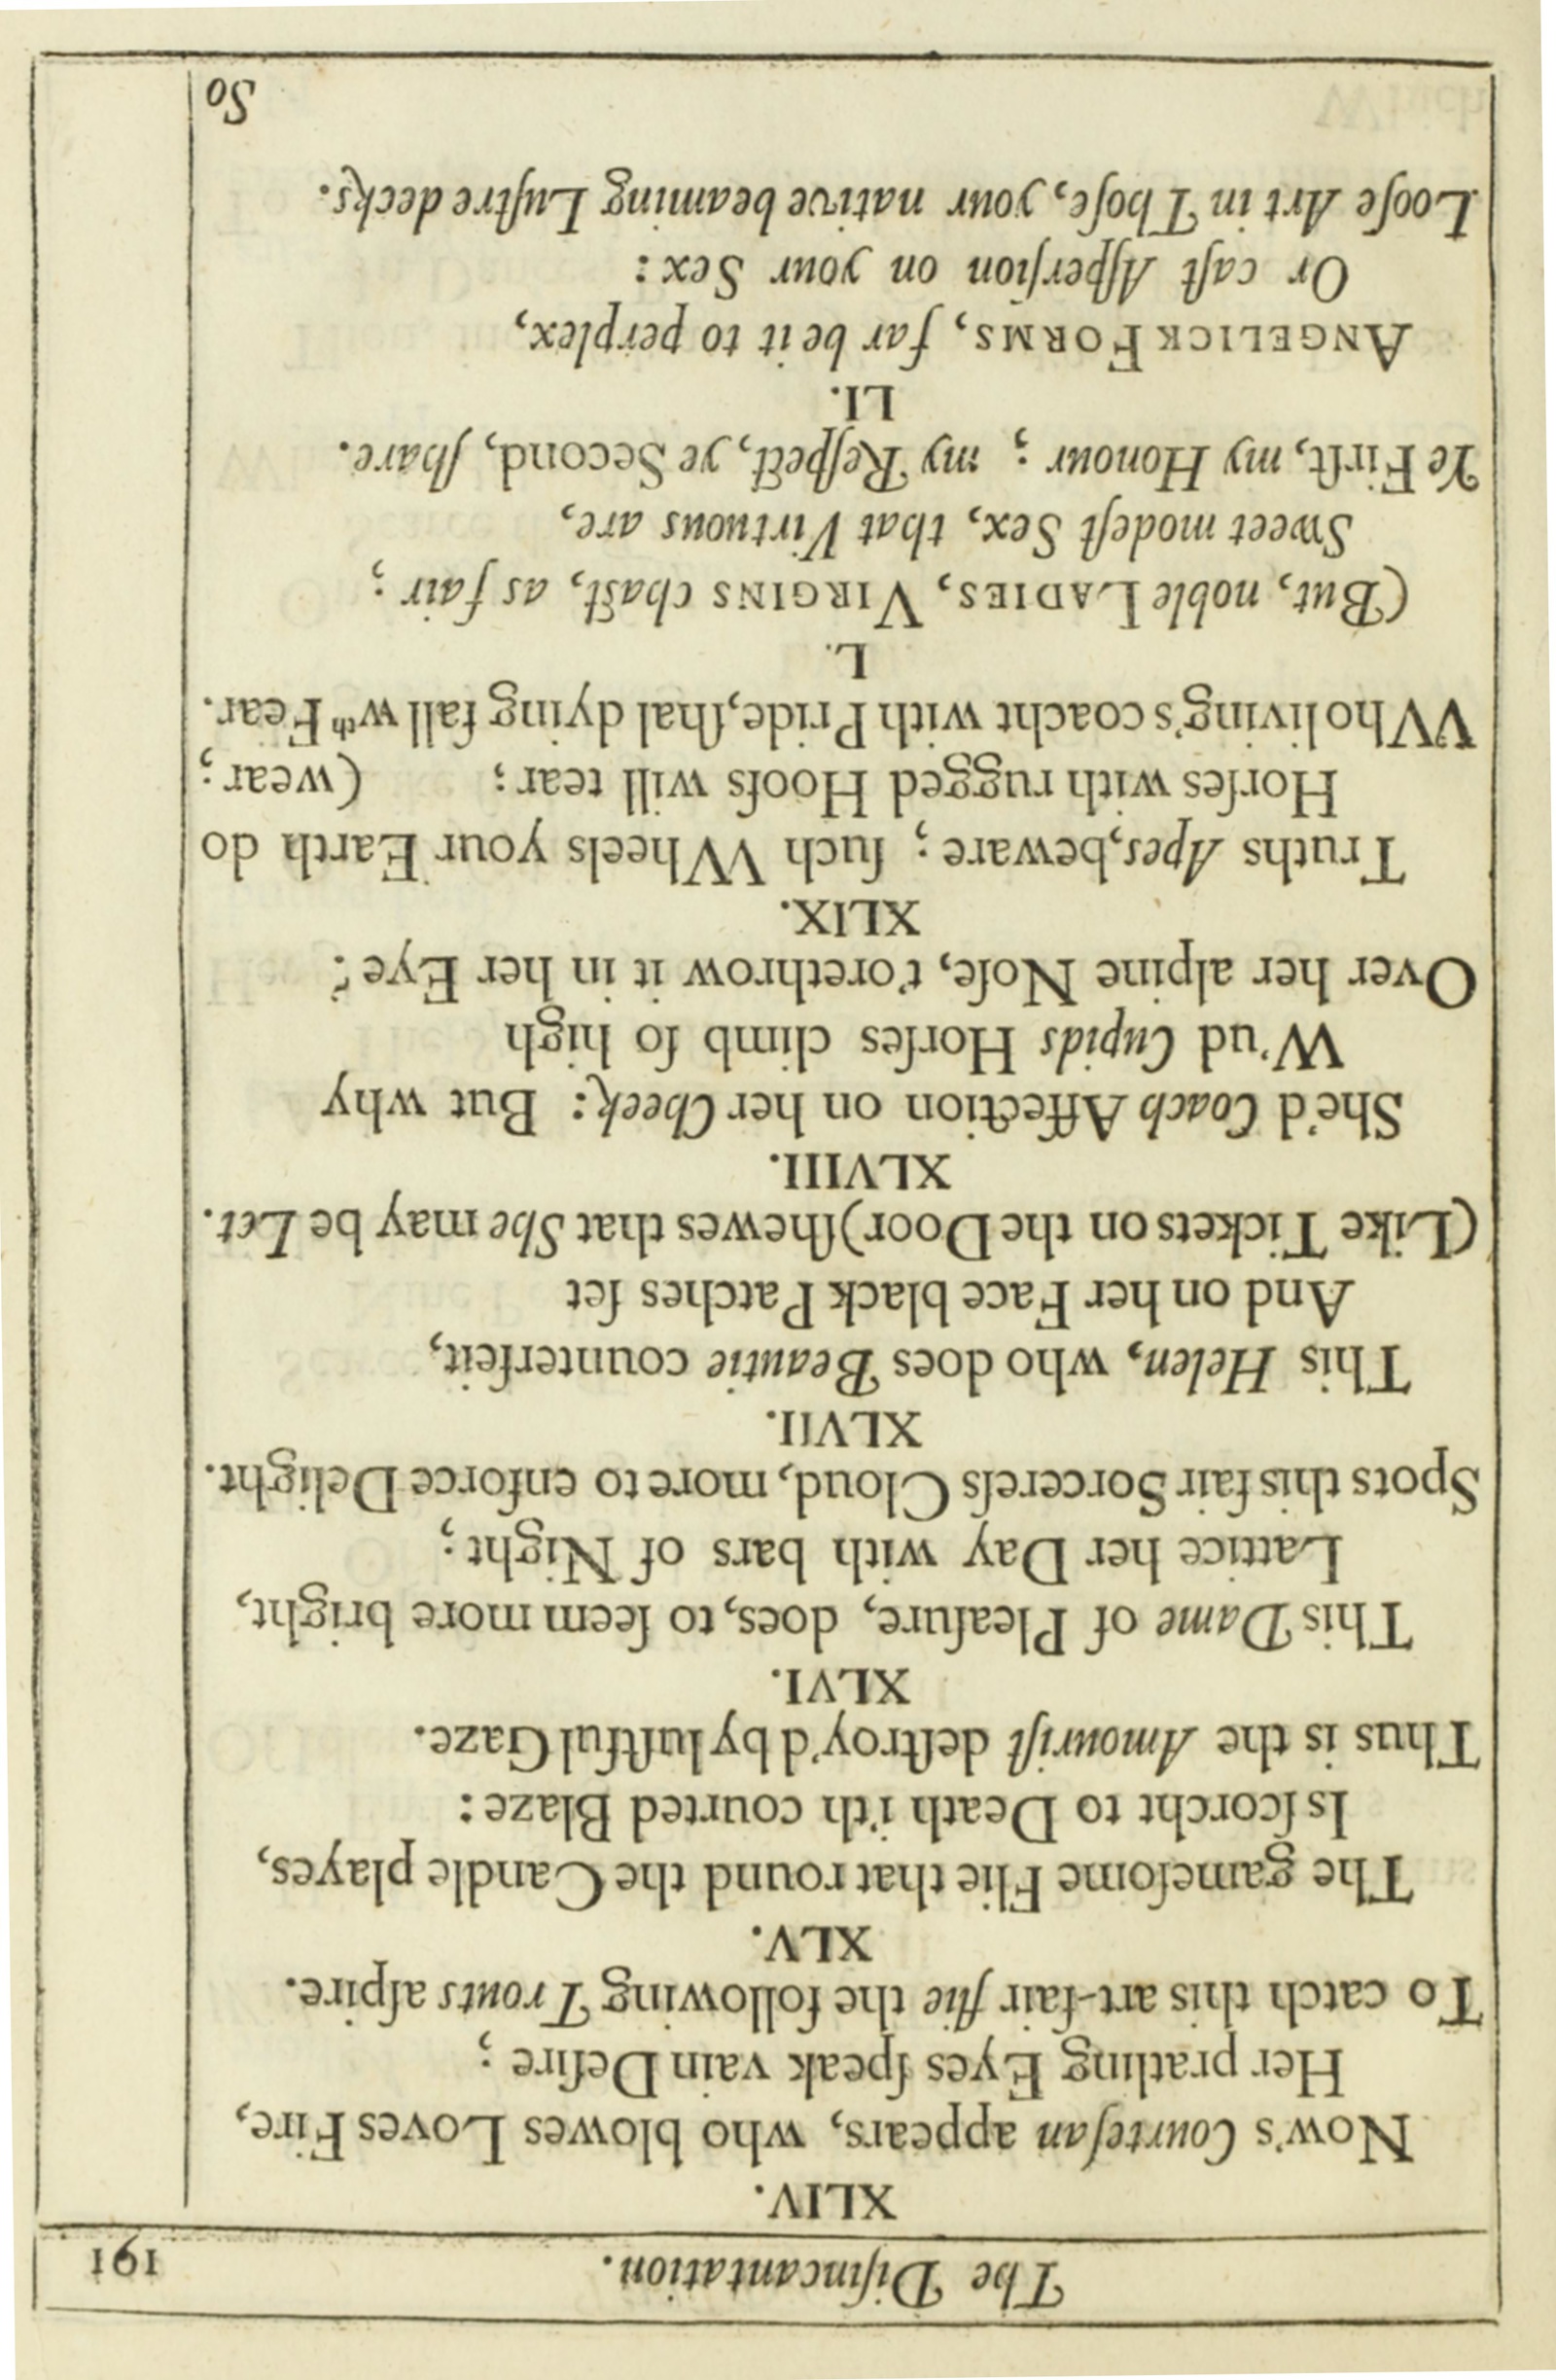 The Disincantation. 191
XLIV.
Now's Courteſan appears, who blowes Loves Fire,
Her pratling Eyes ſpeak vain Deſire ;
To catch this art-fair flie the following Trouts aſpire.
XLV.
The gameſome Flie that round the Candle playes,
Is ſcorcht to Death i'th courted Blaze :
Thus is the Amouriſt deſtroy'd by luſtful Gaze.
XLVI.
This Dame of Pleaſure, does, to ſeem more bright,
Lattice her Day with bars of Night ;
Spots this fair Sorcereſs Cloud, more to enforce Delight.
XLVII.
This Helen, who does Beautie counterfeit,
And on her Face black Patches ſet
(Like Tickets on the Door) ſhewes that She may be Let.
XLVIII.
She'd Coach Affection on her Cheek : But why
W'ud Cupids Horſes climb ſo high
Over her alpine Noſe, t'orethrow it in her Eye ?
XLIX.
Truths Apes, beware ; ſuch VVheels your Earth do
Horſes with rugged Hoofs will tear ; (wear ;
VVho living's coacht with Pride, ſhal dying fall wth Fear.
L.
(But, noble LADIES, VIRGINS chaſt, as fair ;
Sweet modeſt Sex, that Virtuous are,
Ye Firſt, my Honour ; my Reſpect, ye Second, ſhare.
LI.
ANGELICK FORMS, far be it to perplex,
Or caſt Aſperſion on your Sex :
Looſe Art in Thoſe, your native beaming Luſtre decks.
So